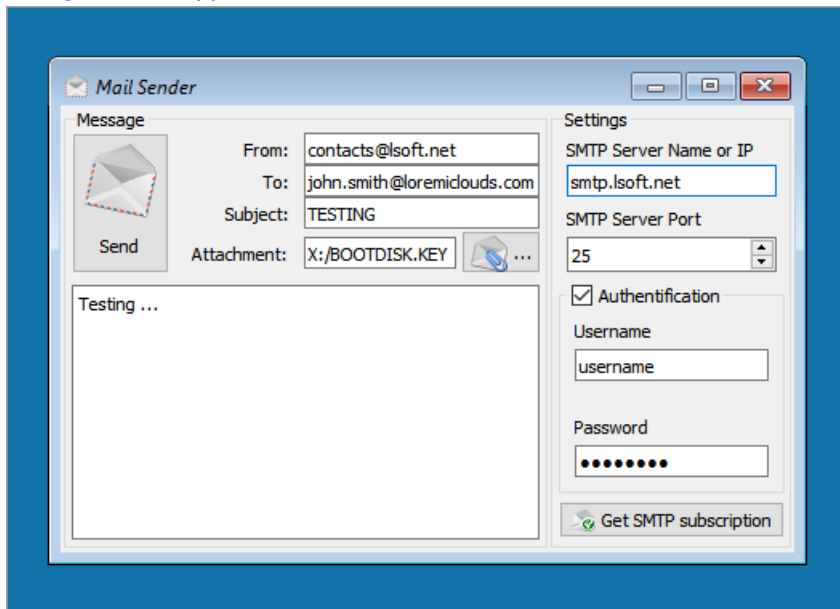 Mail Sender
Message
From: contacts@lsoft.net
To: john.smith@loremiclouds.com
Subject: TESTING
Send
Attachment: X:/BOOTDISK.KEY ...
Testing ...
Settings
SMTP Server Name or IP
smtp.lsoft.net
SMTP Server Port
25
Authentification
Username
username
Password
●●●●●●●●
Get SMTP subscription